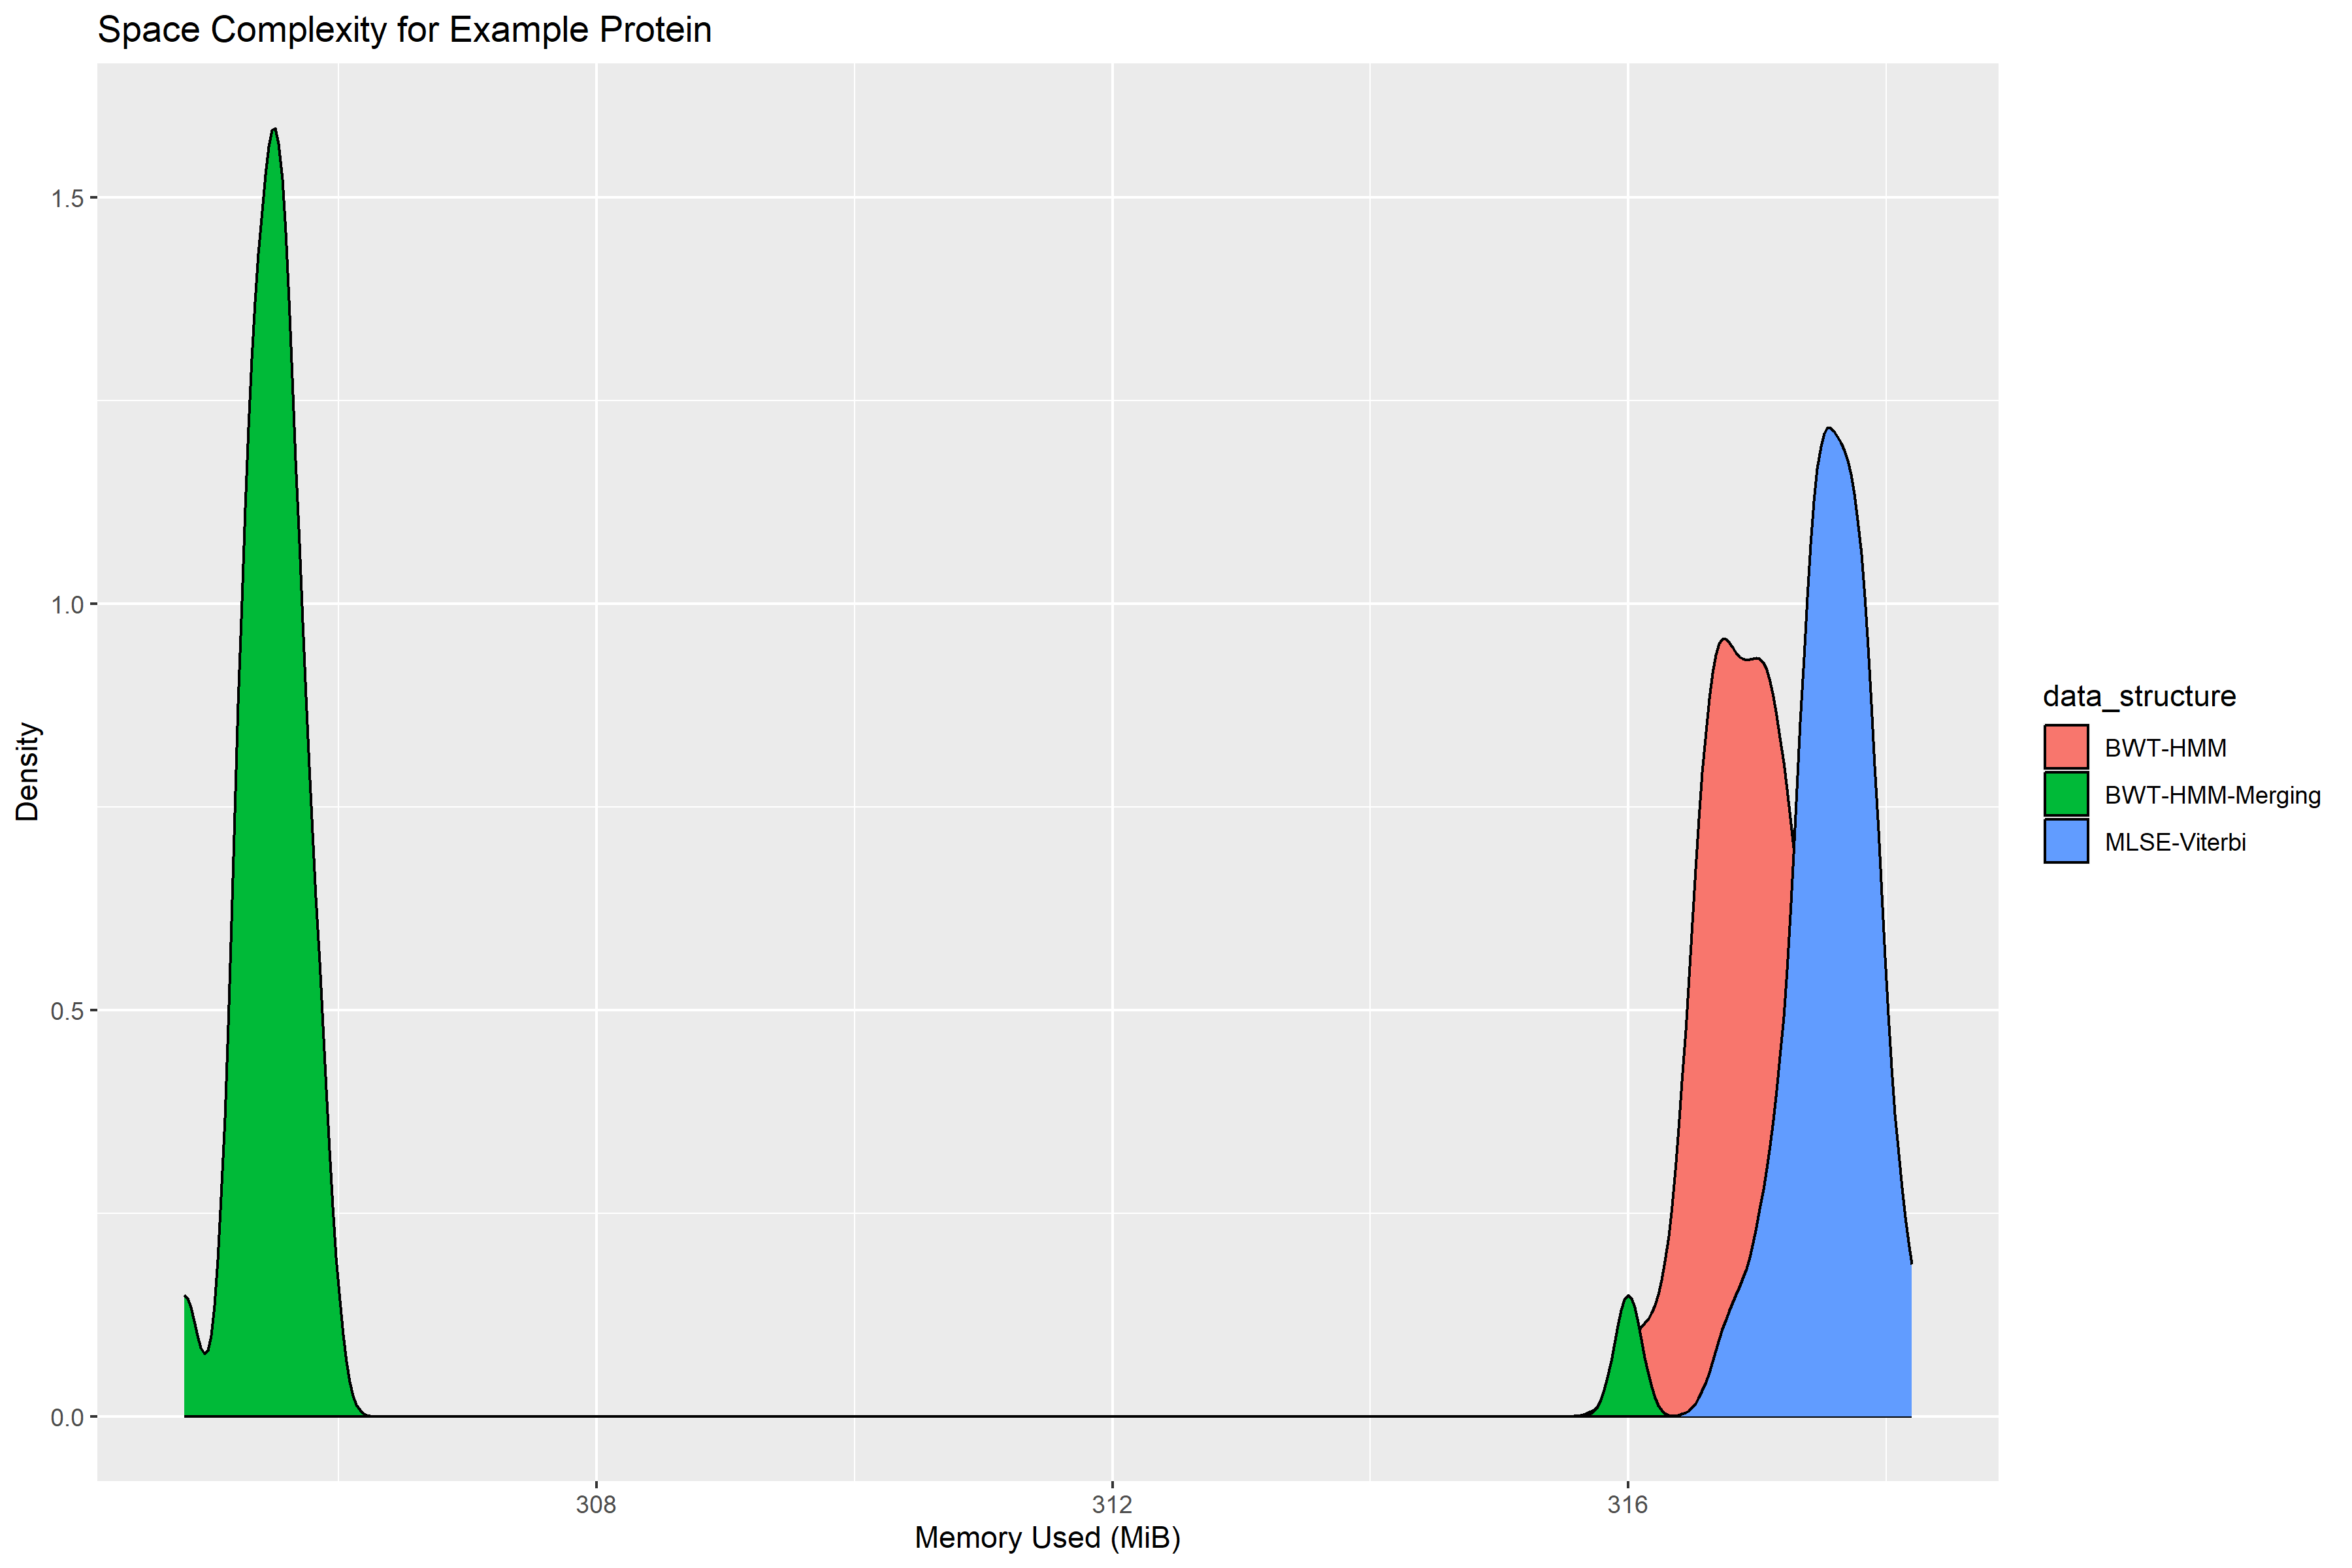 Space Complexity for Example Protein
1.5
1.0
0.5
0.0
Density
308
312
316
Memory Used (MiB)
data_structure
BWT-HMM
BWT-HMM-Merging
MLSE-Viterbi